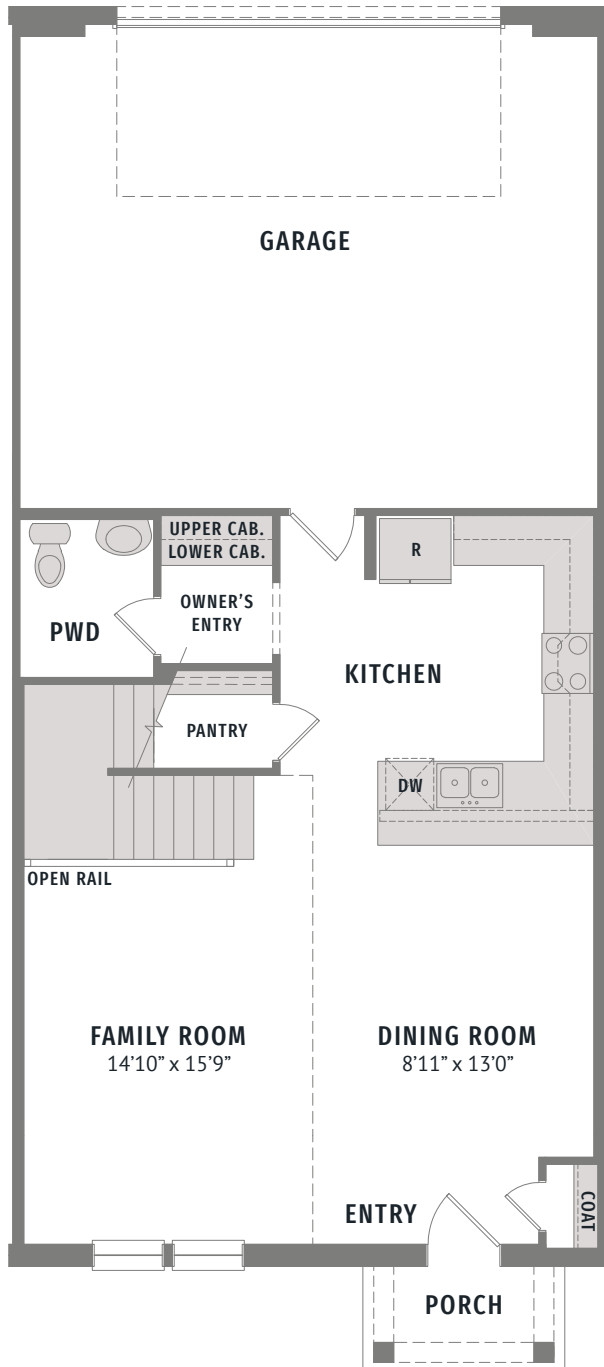 GARAGE
UPPER CAB.
LOWER CAB.
R
OWNER'S
ENTRY
PWD
KITCHEN
PANTRY
DW
OPEN RAIL
FAMILY ROOM
14'10" x 15'9"
DINING ROOM
8'11" x 13'0"
COAT
ENTRY
PORCH